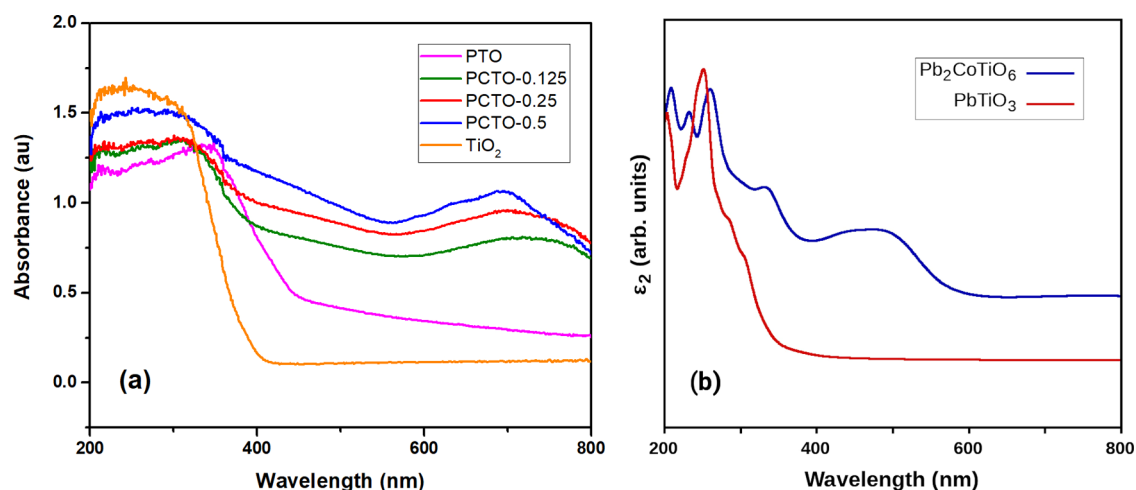 2.0
1.5
1.0
0.5
0.0
Absorbance (au)
PTO
PCTO-0.125
PCTO-0.25
PCTO-0.5
TiO₂
(a)
200
400
600
800
Wavelength (nm)
ε₂ (arb. units)
Pb₂CoTiO₆
PbTiO₃
(b)
200
400
600
800
Wavelength (nm)